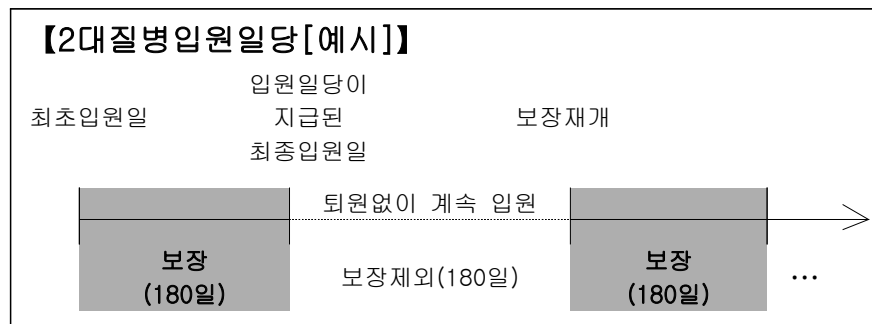 【2대질병입원일당[예시]】
입원일당이
최초입원일 지급된 보장재개
최종입원일
퇴원없이 계속 입원
보장 보장제외(180일) 보장 …
(180일) (180일)